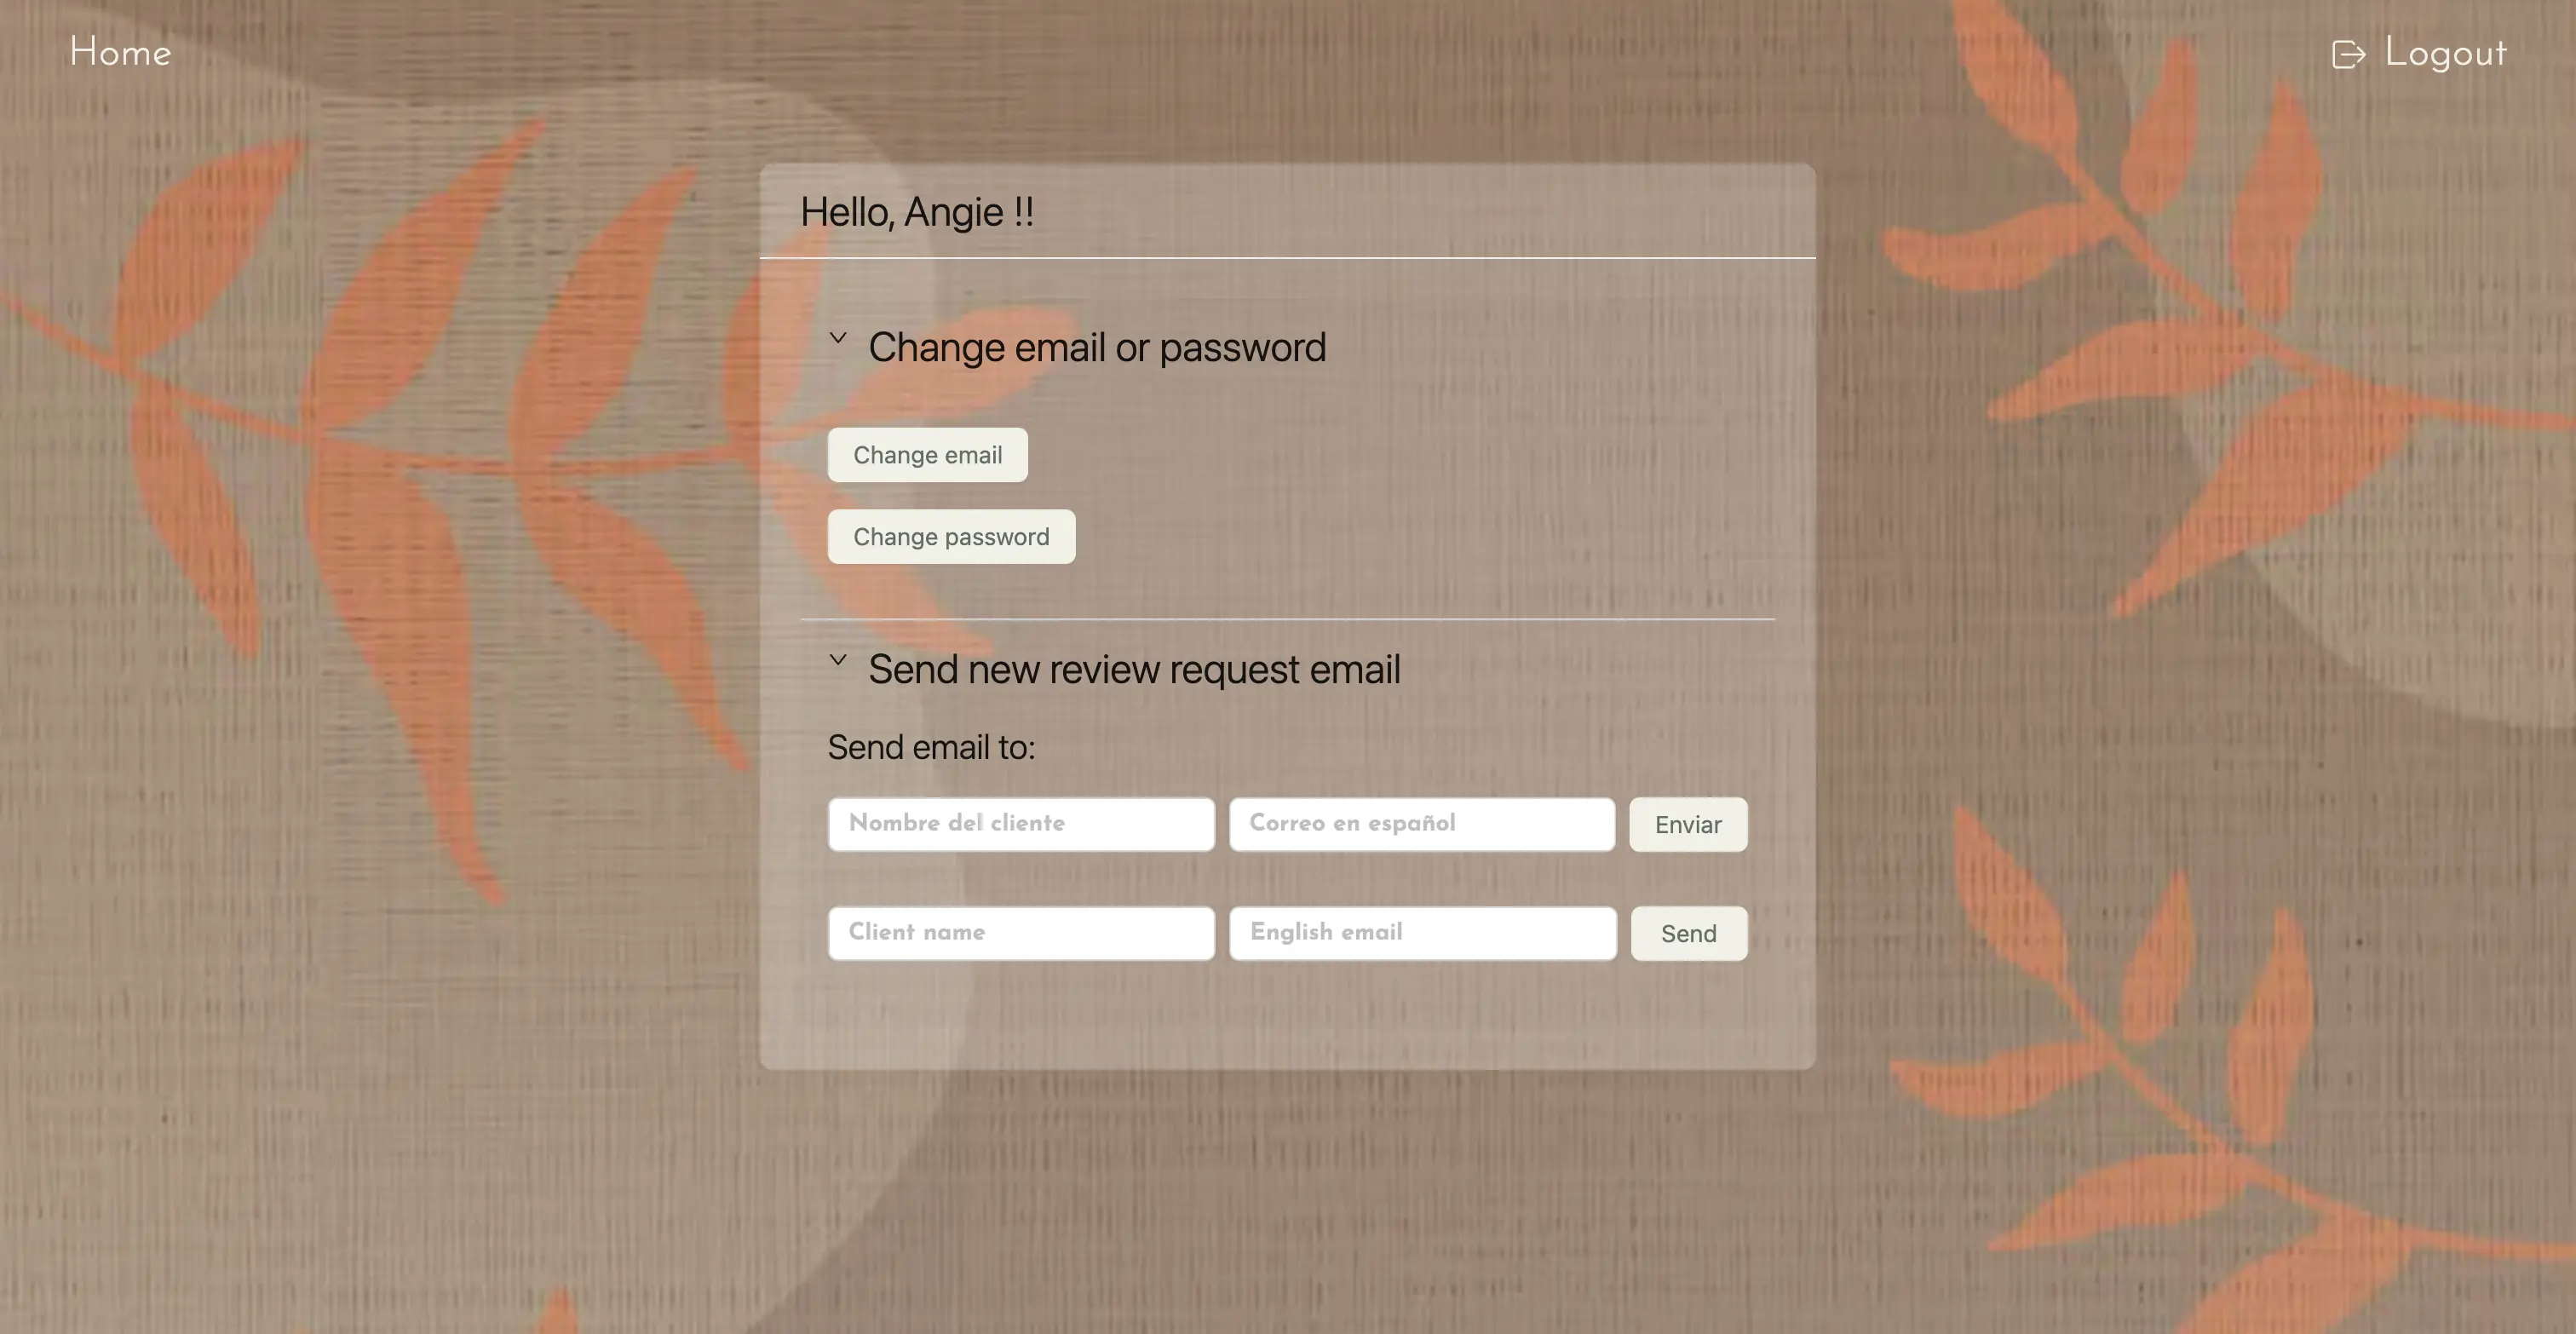 Home
Logout
Hello, Angie !!
Change email or password
Change email
Change password
Send new review request email
Send email to:
Nombre del cliente
Correo en español
Enviar
Client name
English email
Send